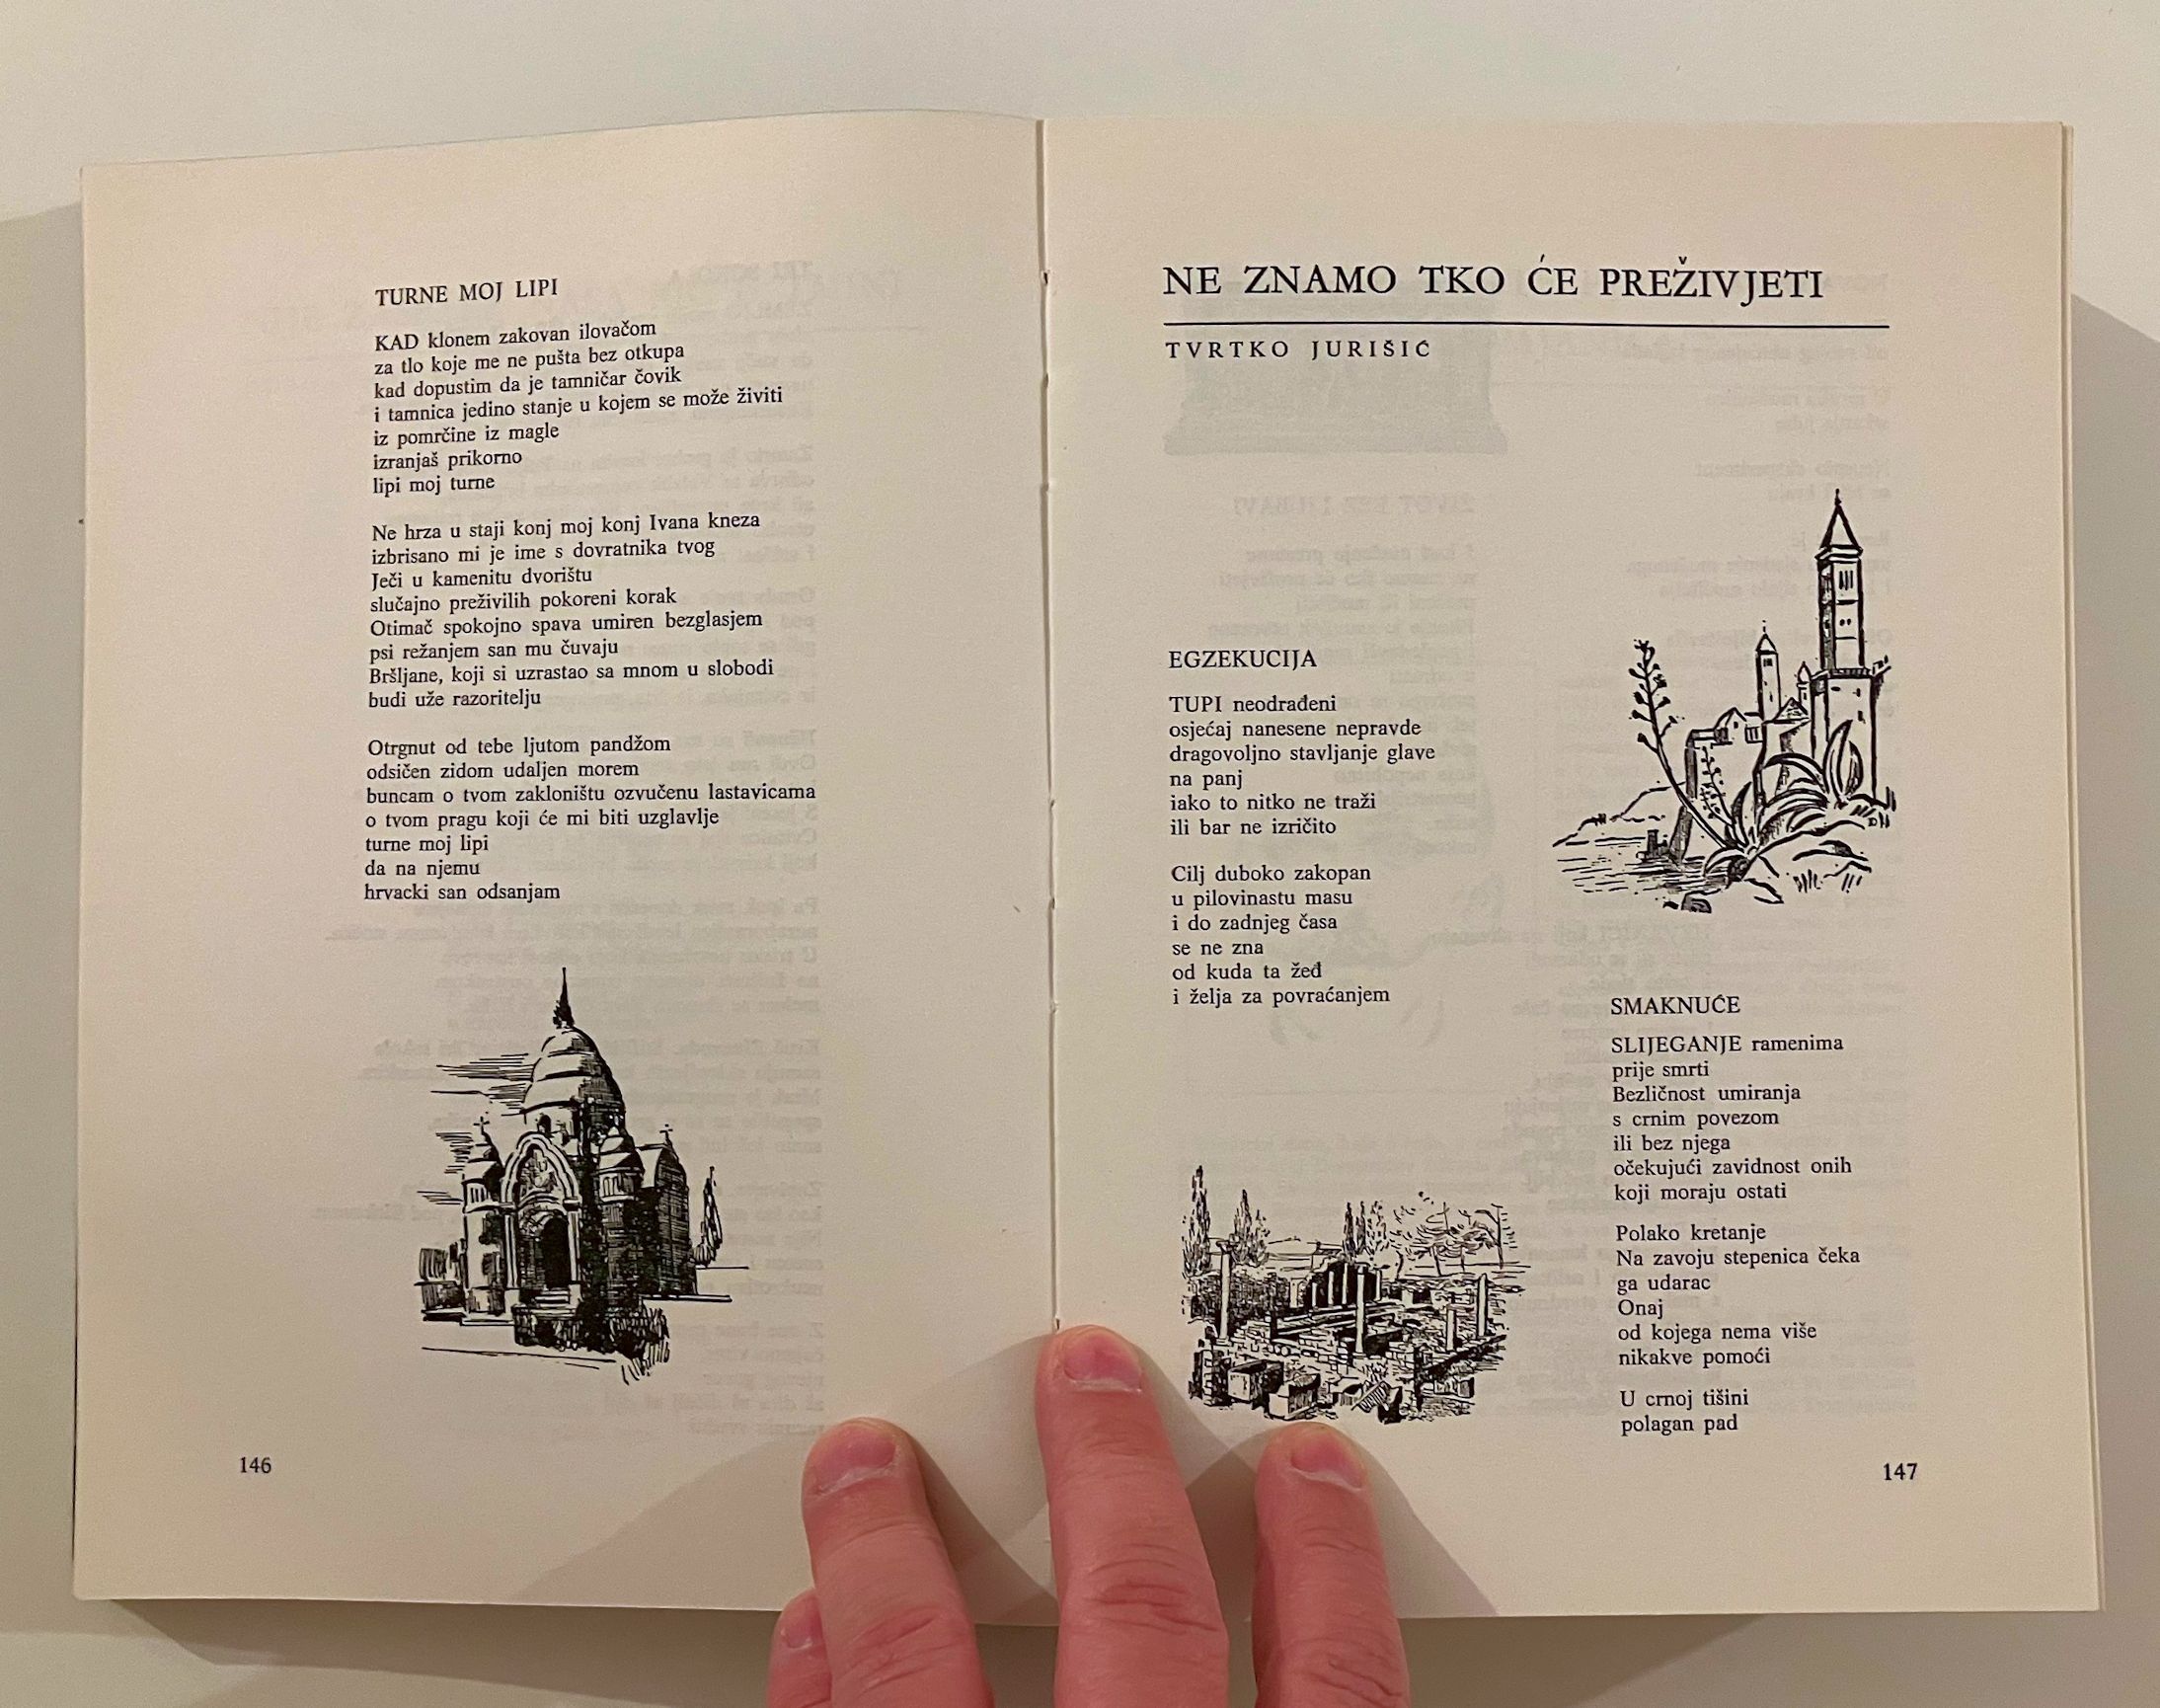 TURNE MOJ LIPI
KAD klonem zakovan ilovačom
za tlo koje me ne pušta bez otkupa
kad dopustim da je tamničar čovik
i tamnica jedino stanje u kojem se može živiti
iz pomrčine iz magle
izranjaš prikorno
lipi moj turne
Ne hrza u staji konj moj konj Ivana kneza
izbrisano mi je ime s dovratnika tvog
Ječi u kamenitu dvorištu
slučajno preživilih pokoreni korak
Otimač spokojno spava umiren bezglasjem
psi režanjem san mu čuvaju
Bršljane, koji si uzrastao sa mnom u slobodi
budi uže razoritelju
Otrgnut od tebe ljutom pandžom
odsičen zidom udaljen morem
buncam o tvom zakloništu ozvučenu lastavicama
o tvom pragu koji će mi biti uzglavlje
turne moj lipi
da na njemu
hrvacki san odsanjam
146
NE ZNAMO TKO ĆE PREŽIVJETI
TVRTKO JURIŠIĆ
EGZEKUCIJA
TUPI neodrađeni
osjećaj nanesene nepravde
dragovoljno stavljanje glave
na panj
iako to nitko ne traži
ili bar ne izričito
Cilj duboko zakopan
u pilovinastu masu
i do zadnjeg časa
se ne zna
od kuda ta žeđ
i želja za povraćanjem
SMAKNUĆE
SLIJEGANJE ramenima
prije smrti
Bezličnost umiranja
s crnim povezom
ili bez njega
očekujući zavidnost onih
koji moraju ostati
Polako kretanje
Na zavoju stepenica čeka
ga udarac
Onaj
od kojega nema više
nikakve pomoći
U crnoj tišini
polagan pad
147